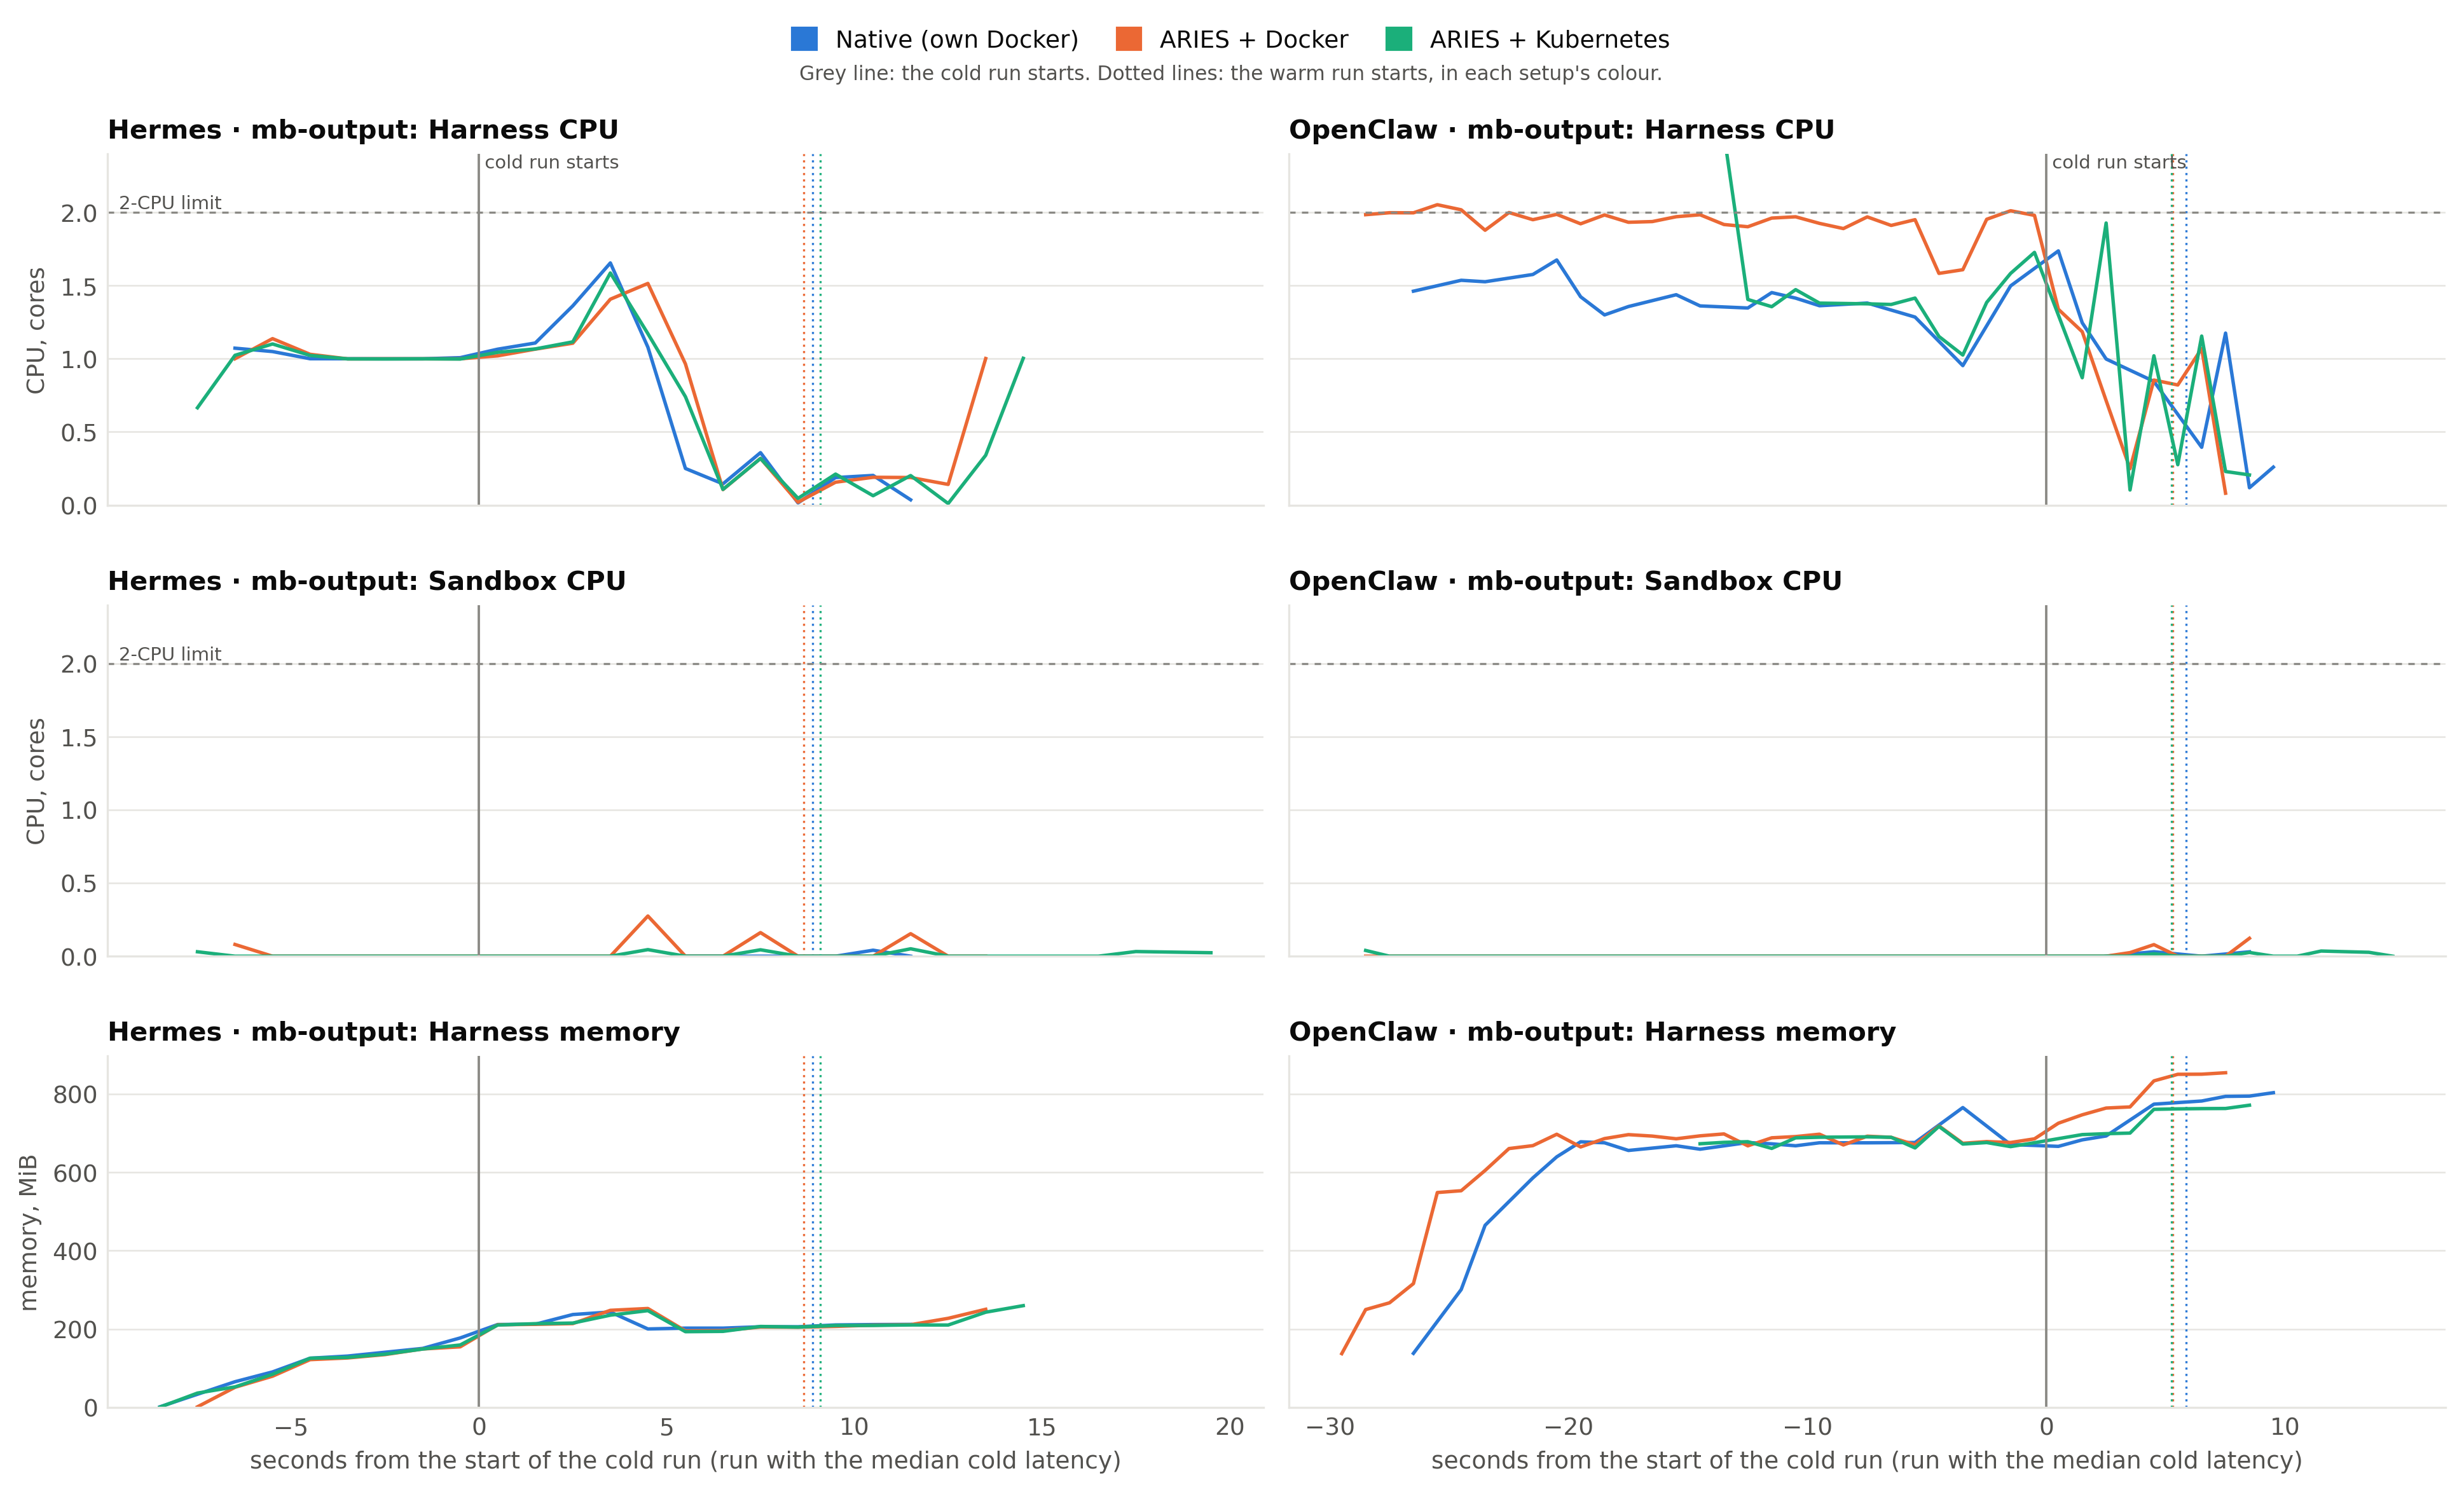 Native (own Docker) ARIES + Docker ARIES + Kubernetes
Grey line: the cold run starts. Dotted lines: the warm run starts, in each setup's colour.
Hermes · mb-output: Harness CPU
cold run starts
2-CPU limit
2.0
1.5
1.0
0.5
0.0
CPU, cores
OpenClaw · mb-output: Harness CPU
cold run starts
Hermes · mb-output: Sandbox CPU
2-CPU limit
2.0
1.5
1.0
0.5
0.0
CPU, cores
OpenClaw · mb-output: Sandbox CPU
Hermes · mb-output: Harness memory
800
600
400
200
0
memory, MiB
−5 0 5 10 15 20
seconds from the start of the cold run (run with the median cold latency)
OpenClaw · mb-output: Harness memory
−30 −20 −10 0 10
seconds from the start of the cold run (run with the median cold latency)